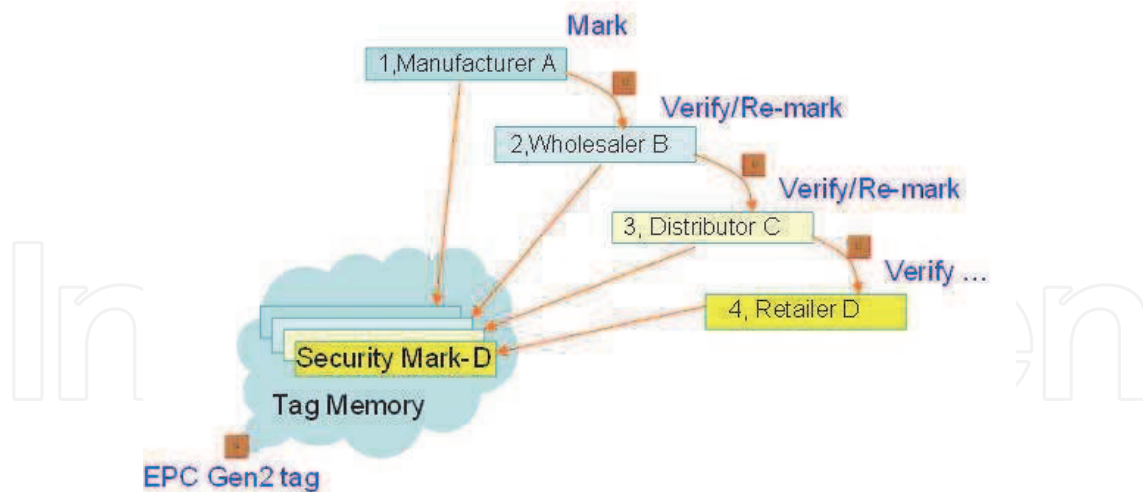 Mark
1,Manufacturer A
Verify/Re-mark
2,Wholesaler B
Verify/Re-mark
3, Distributor C
Verify ...
4, Retailer D
Security Mark-D
Tag Memory
EPC Gen2 tag